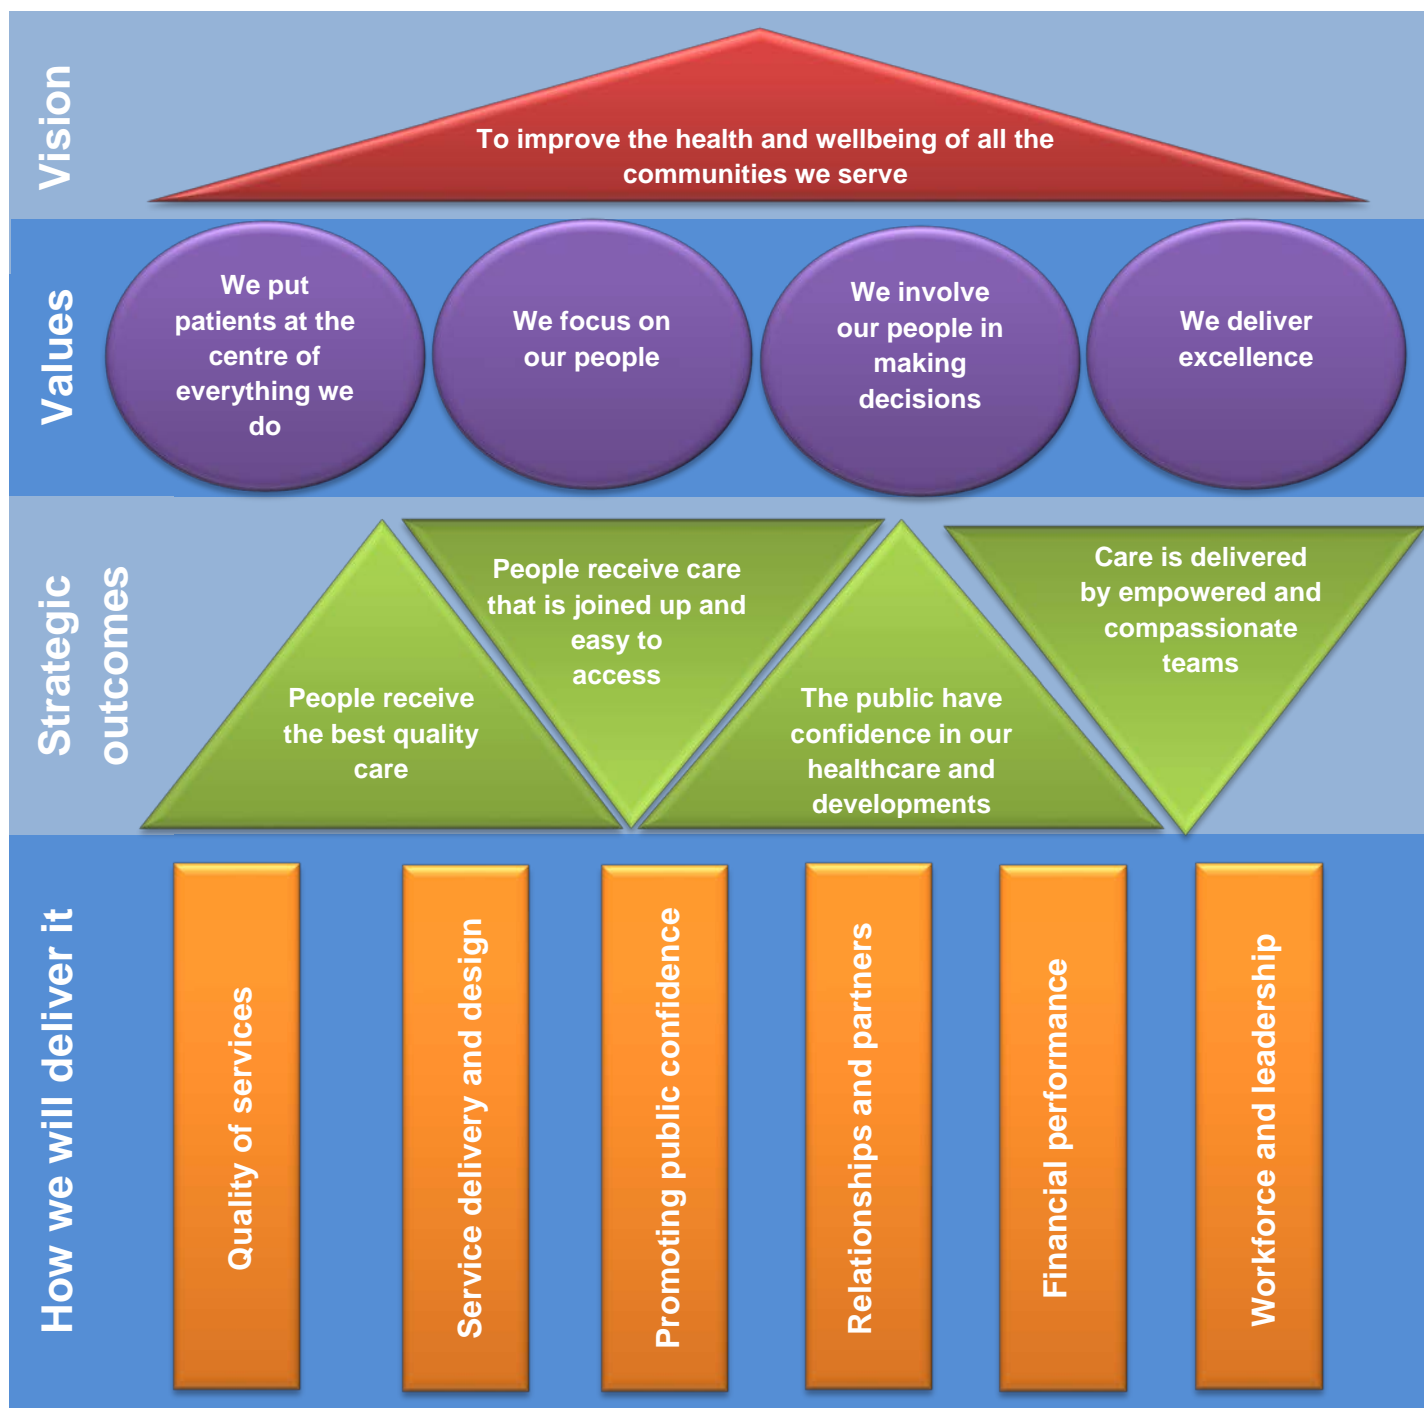 Vision
To improve the health and wellbeing of all the
communities we serve
Values
We put
patients at the
centre of
everything we
do
We focus on
our people
We involve
our people in
making
decisions
We deliver
excellence
Strategic
outcomes
People receive
the best quality
care
People receive care
that is joined up and
easy to
access
The public have
confidence in our
healthcare and
developments
Care is delivered
by empowered and
compassionate
teams
How we will deliver it
Quality of services
Service delivery and design
Promoting public confidence
Relationships and partners
Financial performance
Workforce and leadership